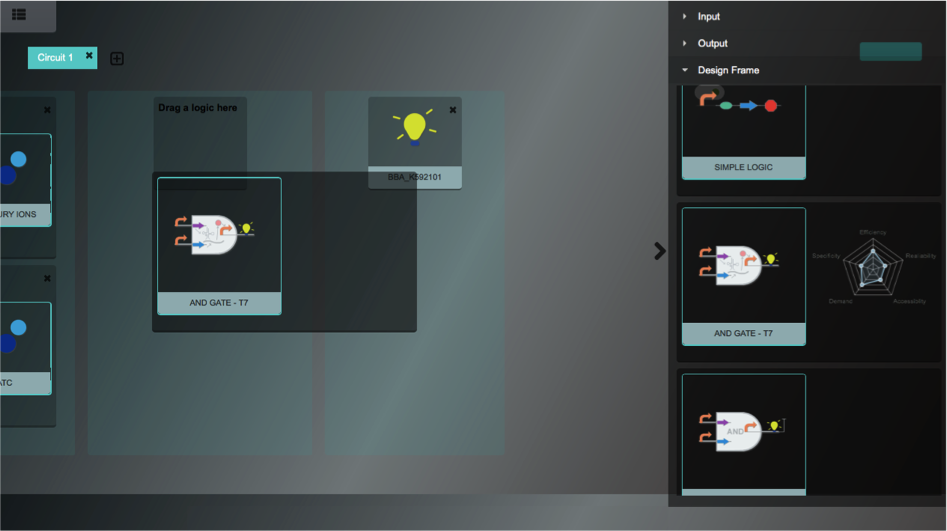 Circuit 1
Drag a logic here
BBA_K592101
URY IONS
ATC
AND GATE - T7
Input
Output
Design Frame
SIMPLE LOGIC
AND GATE - T7
Efficiency
Specificity
Realability
Demand
Accessibility
AND